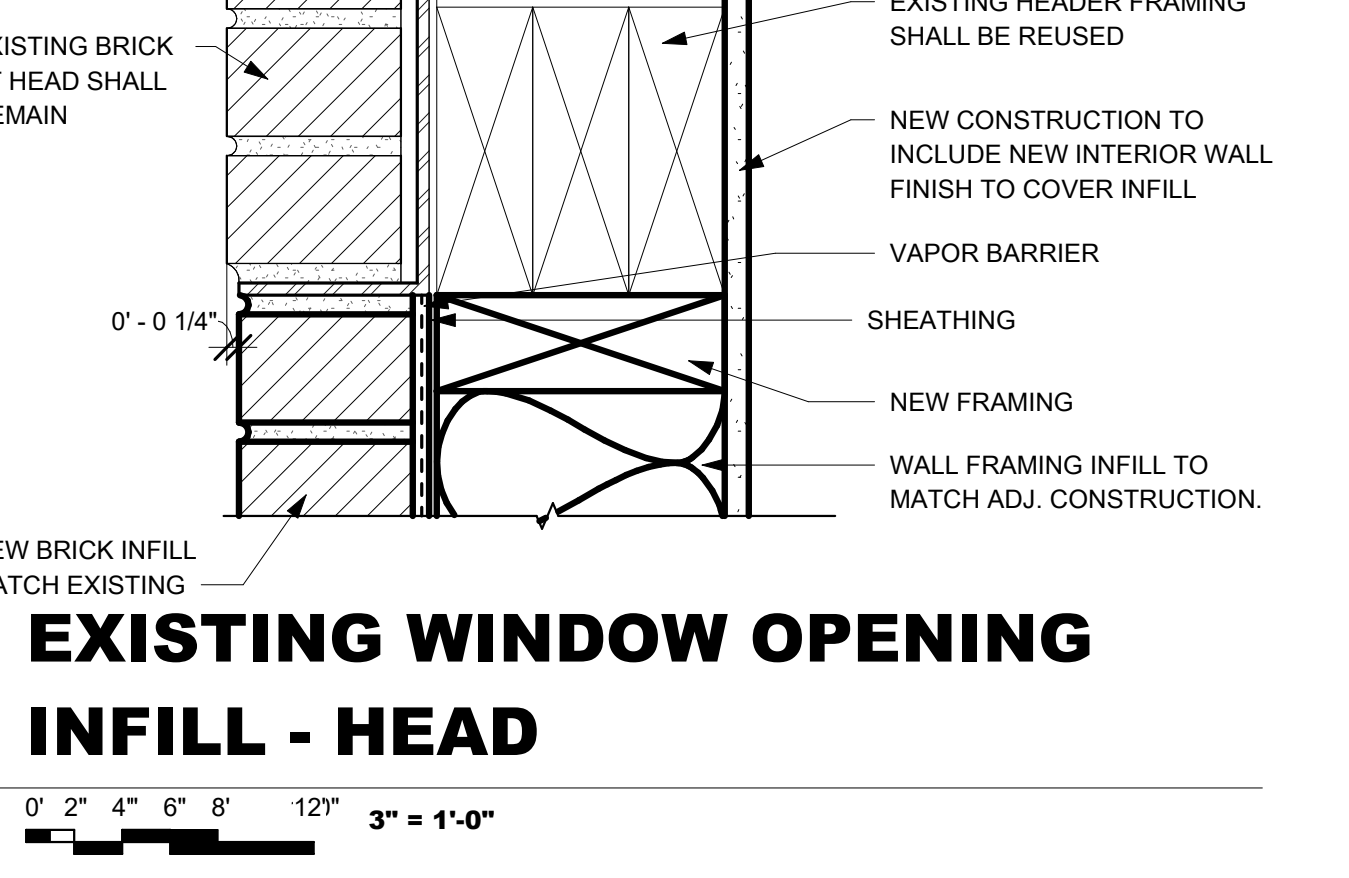 EXISTING HEADER FRAMING
SHALL BE REUSED
XISTING BRICK
T HEAD SHALL
EMAIN
NEW CONSTRUCTION TO
INCLUDE NEW INTERIOR WALL
FINISH TO COVER INFILL
VAPOR BARRIER
0' - 0 1/4"
SHEATHING
NEW FRAMING
WALL FRAMING INFILL TO
MATCH ADJ. CONSTRUCTION.
EW BRICK INFILL
ATCH EXISTING
EXISTING WINDOW OPENING
INFILL - HEAD
0' 2" 4'" 6" 8' 12'
3" = 1'-0"